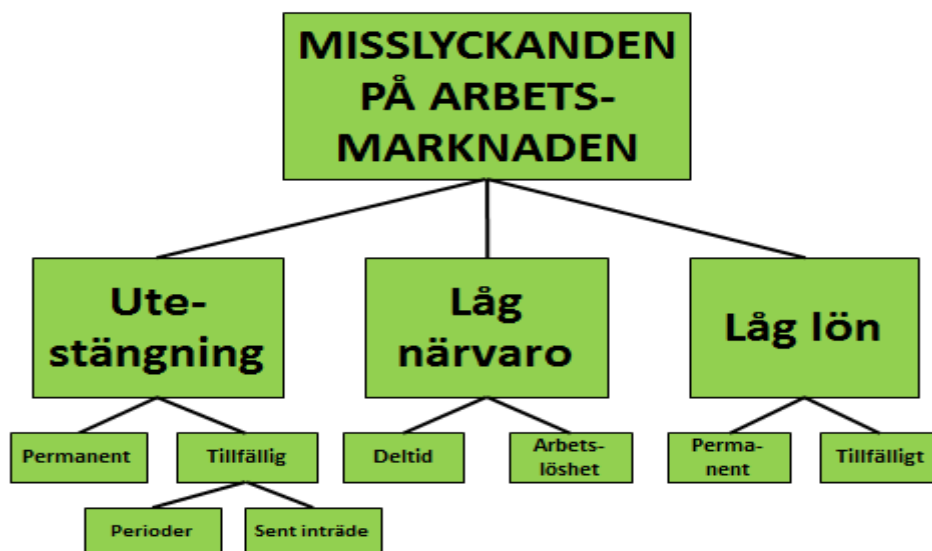 MISSLYCKANDEN
PÅ ARBETS-
MARKNADEN
Ute-
stängning
Låg
närvaro
Låg lön
Permanent
Tillfällig
Deltid
Arbets-
löshet
Perma-
nent
Tillfälligt
Perioder
Sent inträde